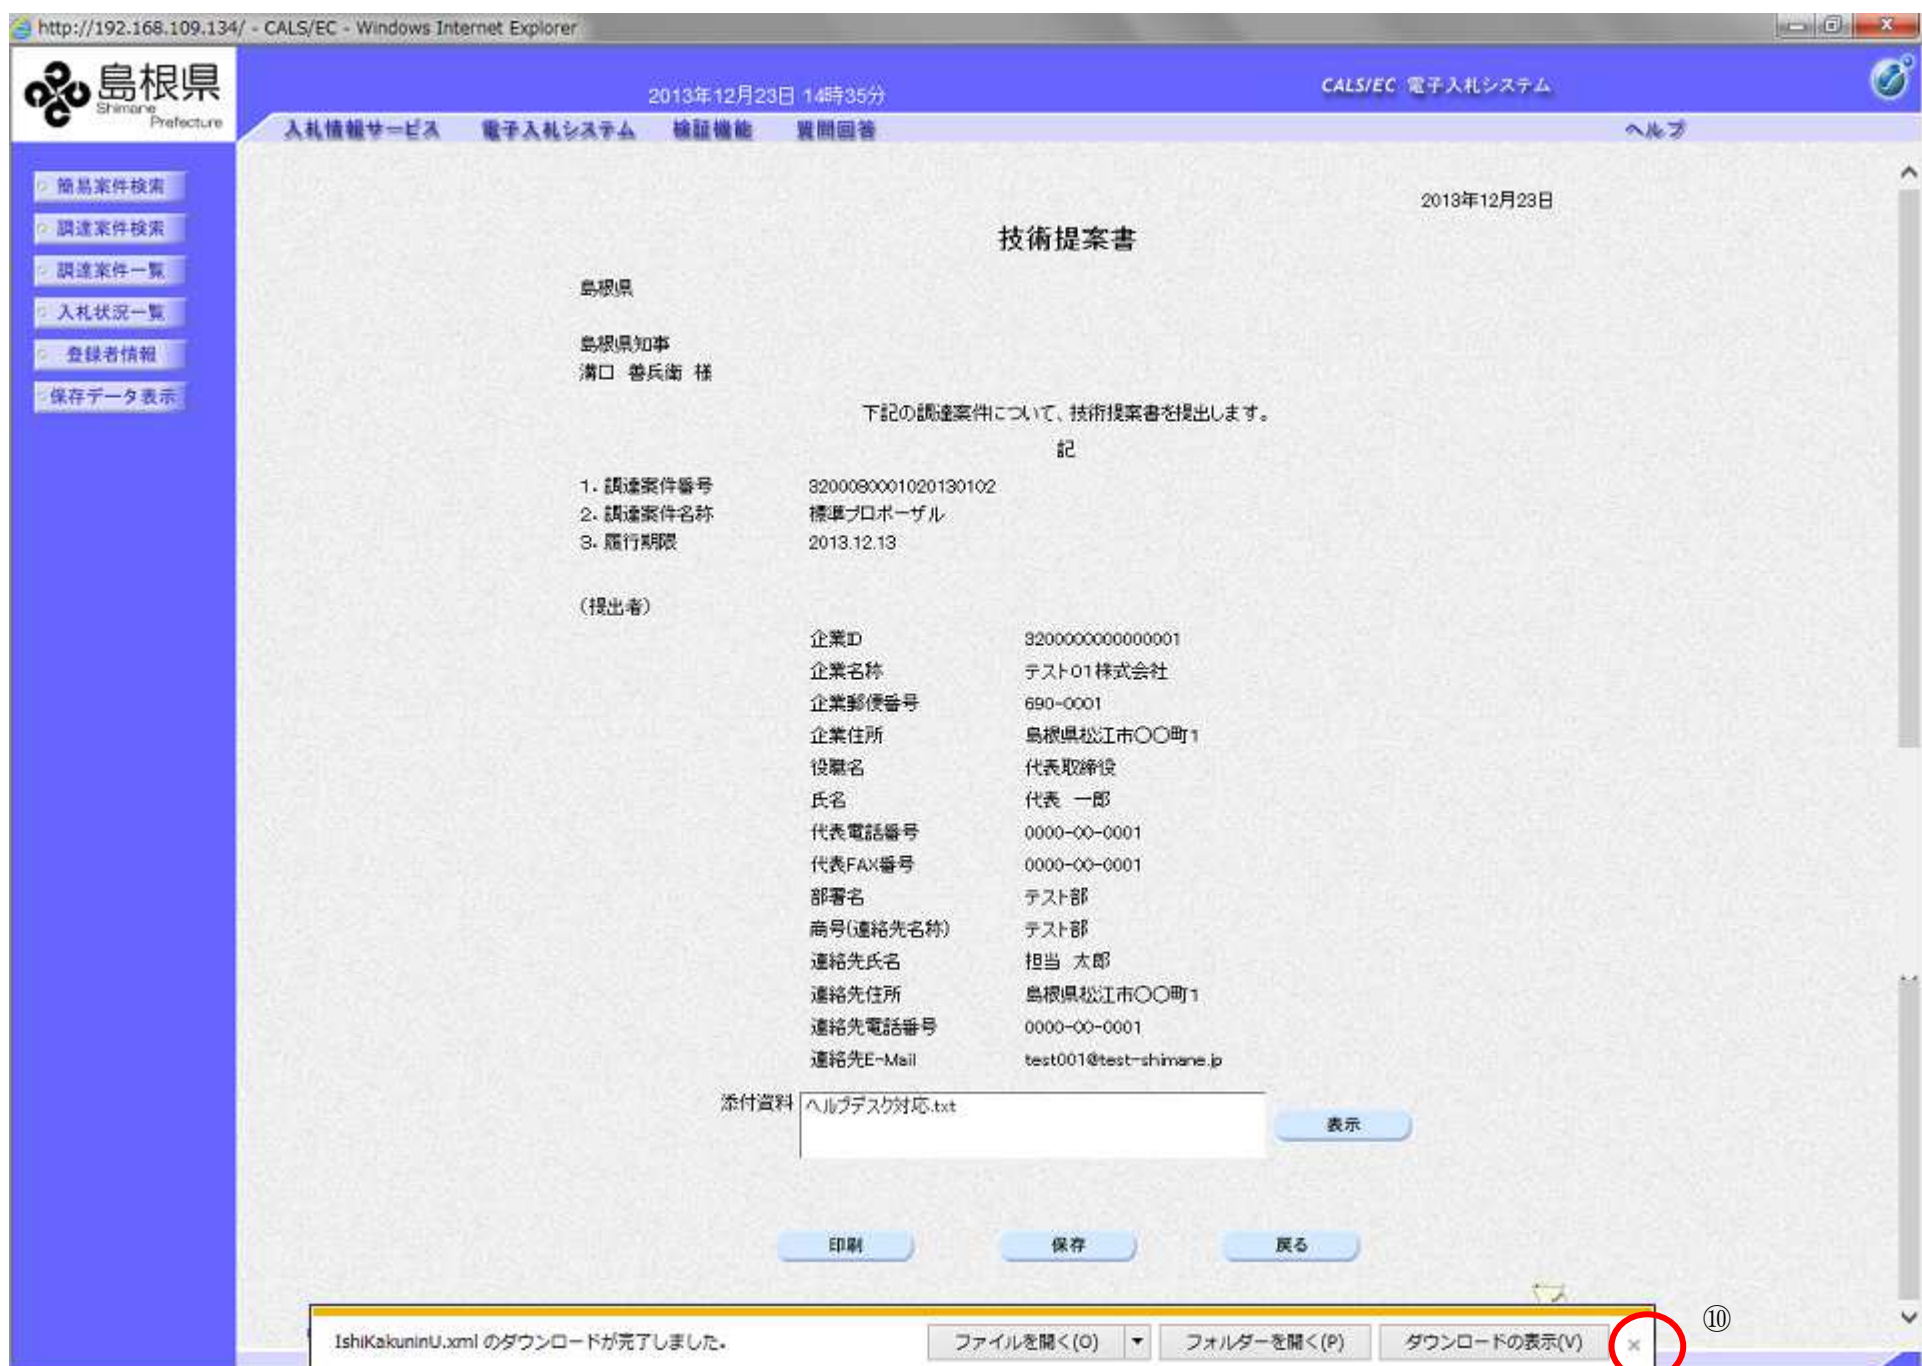 http://192.168.109.134/ - CALS/EC - Windows Internet Explorer
島根県
Shimane
Prefecture
2013年12月23日 14時35分
CALS/EC 電子入札システム
入札情報サービス 電子入札システム 検証機能 質問回答 ヘルプ
簡易案件検索
調達案件検索
調達案件一覧
入札状況一覧
登録者情報
保存データ表示
2013年12月23日
技術提案書
島根県
島根県知事
溝口 善兵衛 様
下記の調達案件について、技術提案書を提出します。
記
1. 調達案件番号 3200080001020130102
2. 調達案件名称 標準プロポーザル
3. 履行期限 2013.12.13
(提出者)
企業ID 3200000000000001
企業名称 テスト01株式会社
企業郵便番号 690-0001
企業住所 島根県松江市〇〇町1
役職名 代表取締役
氏名 代表 一郎
代表電話番号 0000-00-0001
代表FAX番号 0000-00-0001
部署名 テスト部
商号(連絡先名称) テスト部
連絡先氏名 担当 太郎
連絡先住所 島根県松江市〇〇町1
連絡先電話番号 0000-00-0001
連絡先E-Mail test001@test-shimane.jp
添付資料 ヘルプデスク対応.txt 表示
印刷 保存 戻る
IshiKakuninU.xml のダウンロードが完了しました。 ファイルを開く(O) フォルダーを開く(P) ダウンロードの表示(V) ×
⑩